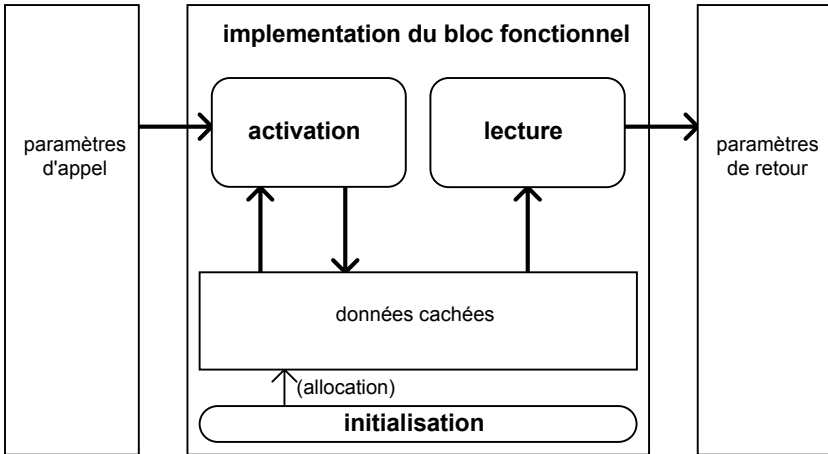 implementation du bloc fonctionnel
paramètres
d'appel
activation
lecture
paramètres
de retour
données cachées
(allocation)
initialisation